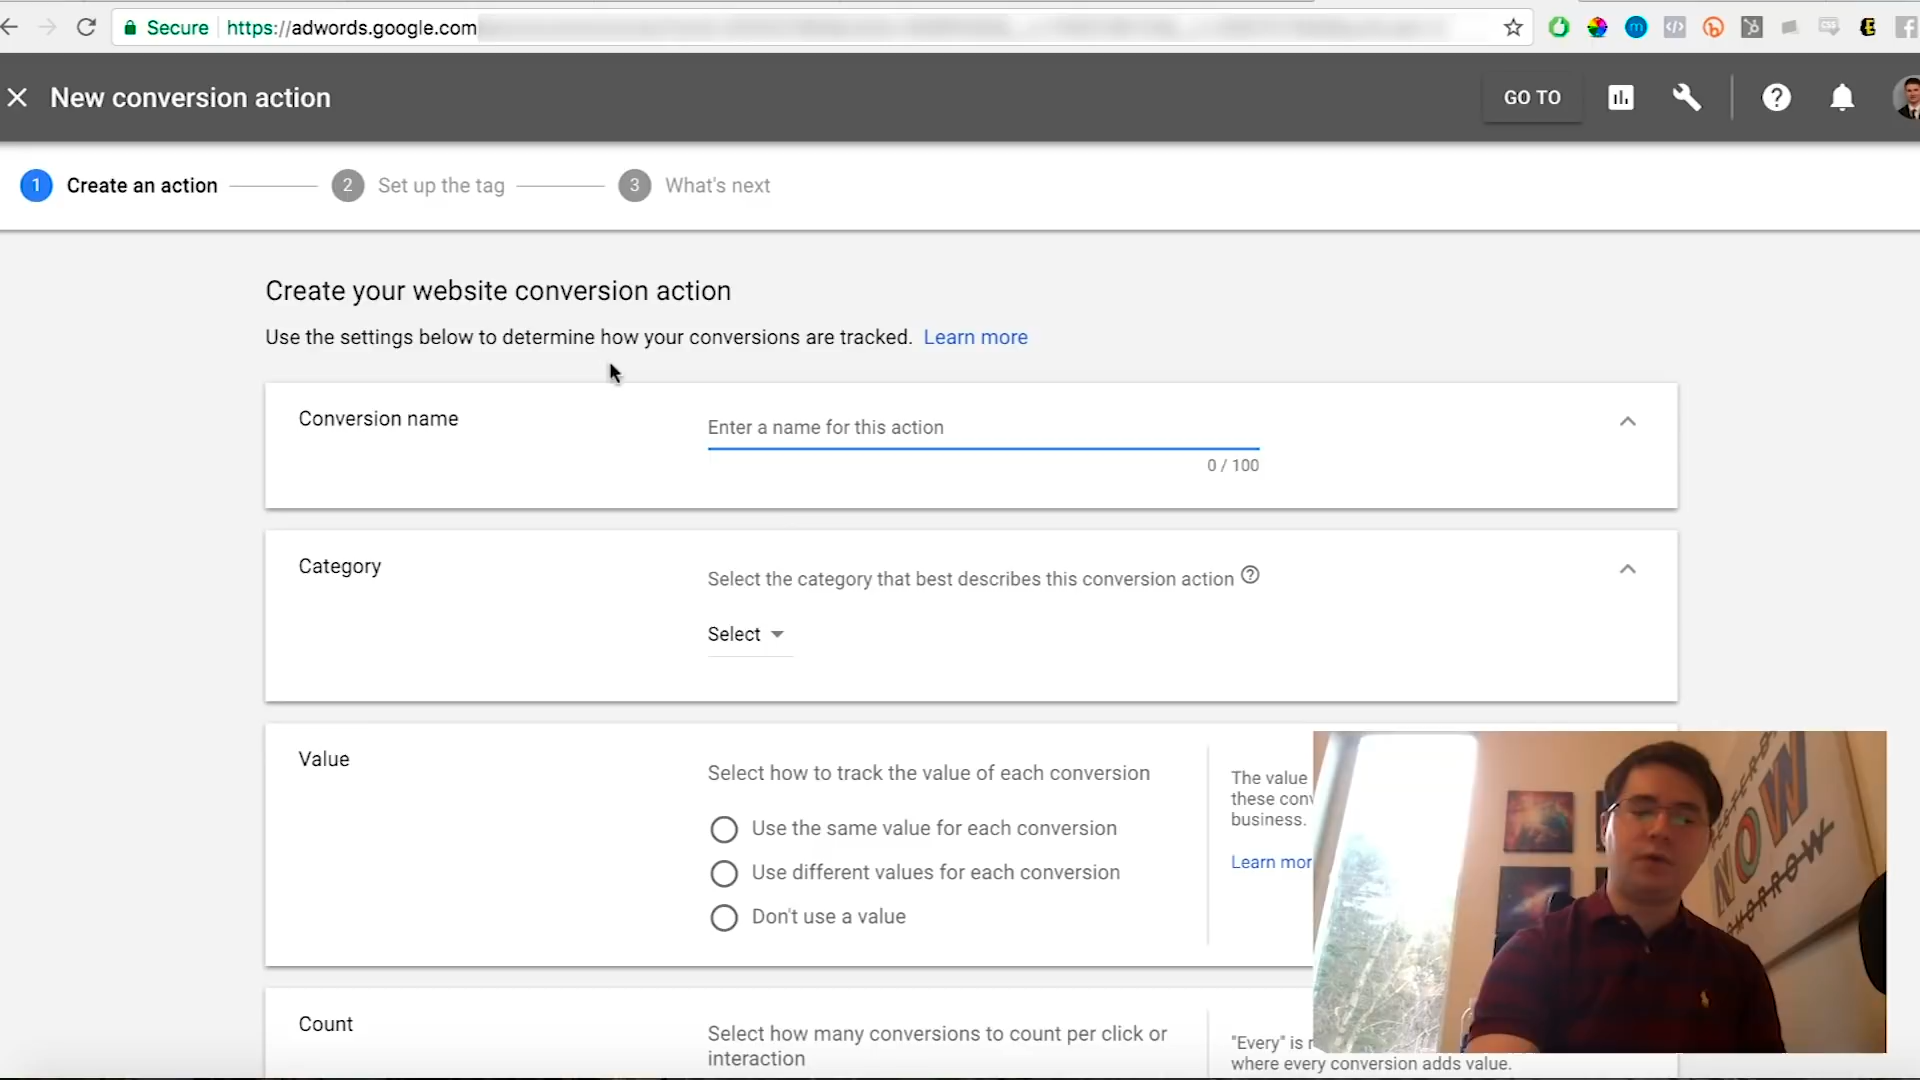 Secure https://adwords.google.com
New conversion action
GO TO
1 Create an action 2 Set up the tag 3 What's next
Create your website conversion action
Use the settings below to determine how your conversions are tracked. Learn more
Conversion name
Enter a name for this action
0 / 100
Category
Select the category that best describes this conversion action
Select
Value
Select how to track the value of each conversion
Use the same value for each conversion
Use different values for each conversion
Don't use a value
The value
these
business.
Learn
NOW
Count
Select how many conversions to count per click or
interaction
"Every" is
where every conversion adds value.